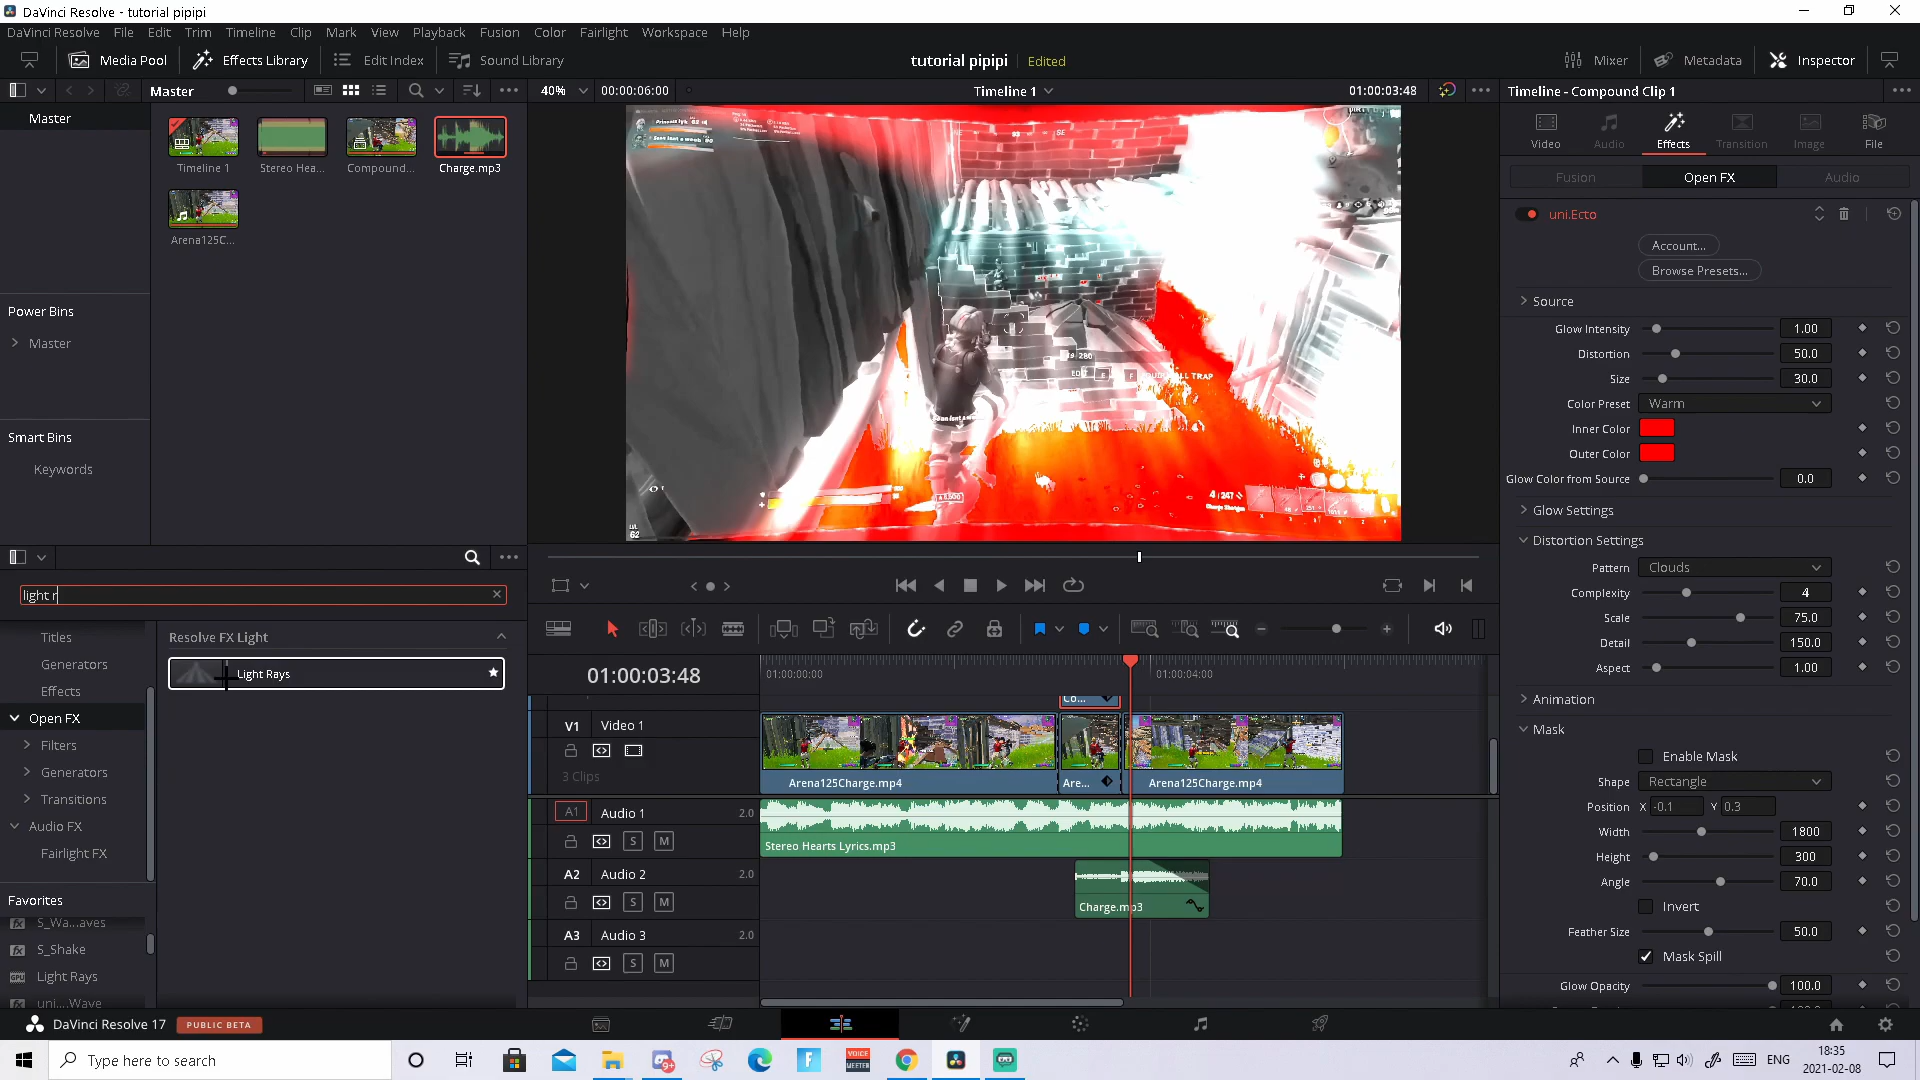 DaVinci Resolve - tutorial pipipi
DaVinci Resolve File Edit Trim Timeline Clip Mark View Playback Fusion Color Fairlight Workspace Help
Media Pool Effects Library Edit Index Sound Library
tutorial pipipi Edited
Mixer Metadata Inspector
Master
40% 00:00:06:00 Timeline 1 01:00:03:48
Timeline - Compound Clip 1
Master
Timeline 1 Stereo Hea... Compound... Charge.mp3
Arena125C...
Power Bins
Master
Smart Bins
Keywords
Video Audio Effects Transition Image File
Fusion Open FX Audio
uni.Ecto
Account...
Browse Presets...
Source
Glow Intensity 1.00
Distortion 50.0
Size 30.0
Color Preset Warm
Inner Color
Outer Color
Glow Color from Source 0.0
Glow Settings
Distortion Settings
Pattern Clouds
Complexity 4
Scale 75.0
Detail 150.0
Aspect 1.00
Animation
Mask
Enable Mask
Shape Rectangle
Position X -0.1 Y 0.3
Width 1800
Height 300
Angle 70.0
Invert
Feather Size 50.0
Mask Spill
Glow Opacity 100.0
SE
LVL
62
4 / 247
light r
Titles
Generators
Effects
Open FX
Filters
Generators
Transitions
Audio FX
Fairlight FX
Favorites
S_Wa...aves
S_Shake
Light Rays
uni....Wave
Resolve FX Light
Light Rays
01:00:03:48
01:00:00:00 01:00:04:00
Co...
V1 Video 1
3 Clips
Arena125Charge.mp4 Are... Arena125Charge.mp4
A1 Audio 1 2.0
S M
Stereo Hearts Lyrics.mp3
A2 Audio 2 2.0
S M
Charge.mp3
A3 Audio 3 2.0
S M
DaVinci Resolve 17 PUBLIC BETA
Type here to search
VOICE
MEETER
ENG
18:35
2021-02-08